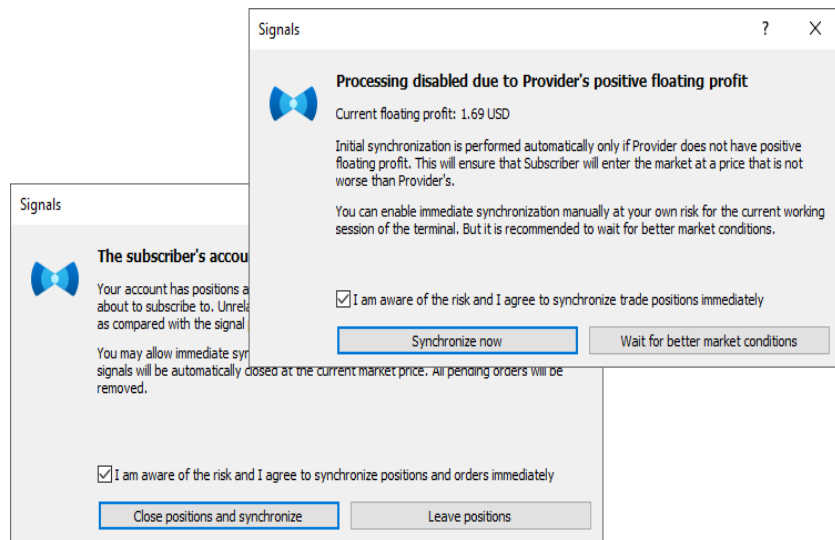 Signals
?
Processing disabled due to Provider's positive floating profit
Current floating profit: 1.69 USD
Initial synchronization is performed automatically only if Provider does not have positive
floating profit. This will ensure that Subscriber will enter the market at a price that is not
worse than Provider's.
You can enable immediate synchronization manually at your own risk for the current working
session of the terminal. But it is recommended to wait for better market conditions.
I am aware of the risk and I agree to synchronize trade positions immediately
Synchronize now
Wait for better market conditions
Signals
The subscriber's
Your account has positions
about to subscribe to.
as compared with the signal
You may allow immediate
signals will be automatically closed at the current market price. All pending orders will be
removed.
I am aware of the risk and I agree to synchronize positions and orders immediately
Close positions and synchronize
Leave positions